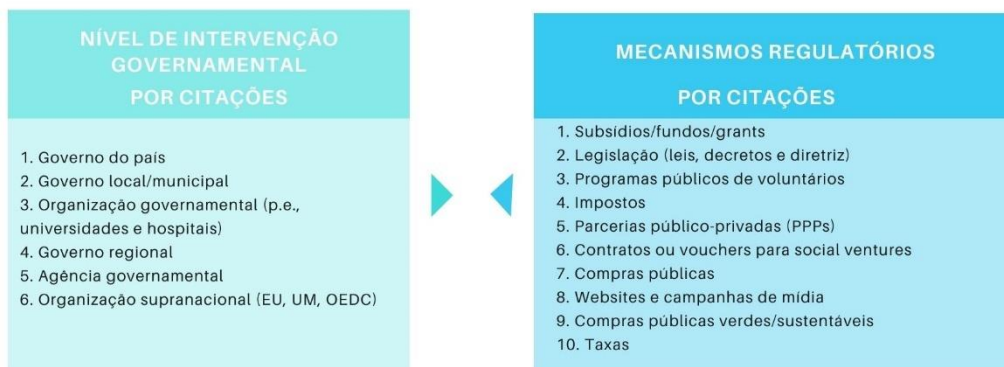 NÍVEL DE INTERVENÇÃO
GOVERNAMENTAL
POR CITAÇÕES
1. Governo do país
2. Governo local/municipal
3. Organização governamental (p.e.,
universidades e hospitais)
4. Governo regional
5. Agência governamental
6. Organização supranacional (EU, UM, OEDC)
MECANISMOS REGULATÓRIOS
POR CITAÇÕES
1. Subsídios/fundos/grants
2. Legislação (leis, decretos e diretriz)
3. Programas públicos de voluntários
4. Impostos
5. Parcerias público-privadas (PPPs)
6. Contratos ou vouchers para social ventures
7. Compras públicas
8. Websites e campanhas de mídia
9. Compras públicas verdes/sustentáveis
10. Taxas